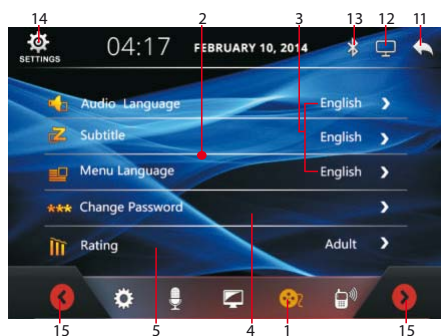 14 2 3 13 12 11
SETTINGS 04:17 FEBRUARY 10, 2014
Audio Language English
Subtitle English
Menu Language English
Change Password
Rating Adult
15 5 4 1 15